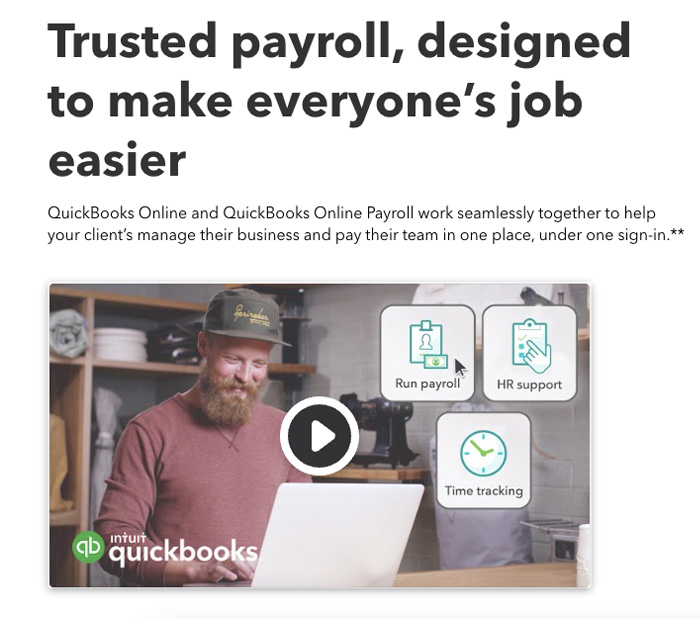 Trusted payroll, designed
to make everyone’s job
easier
QuickBooks Online and QuickBooks Online Payroll work seamlessly together to help
your client’s manage their business and pay their team in one place, under one sign-in.**
Springbar
Run payroll
HR support
Time tracking
qb
intuit
quickbooks